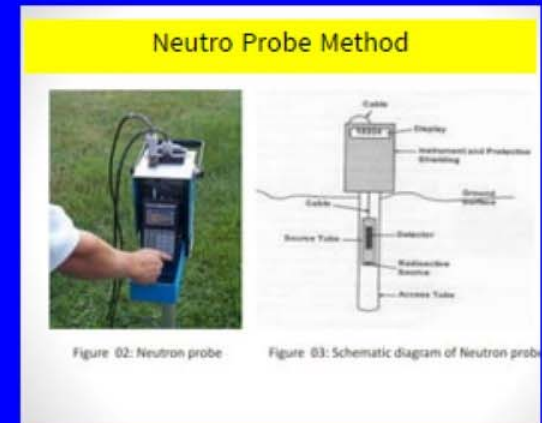 Neutro Probe Method
Cable
Display
Instrument and Protective
Shielding
Ground
Surface
Cable
Source Tube
Detector
Radioactive
Source
Access Tube
Figure 02: Neutron probe
Figure 03: Schematic diagram of Neutron probe